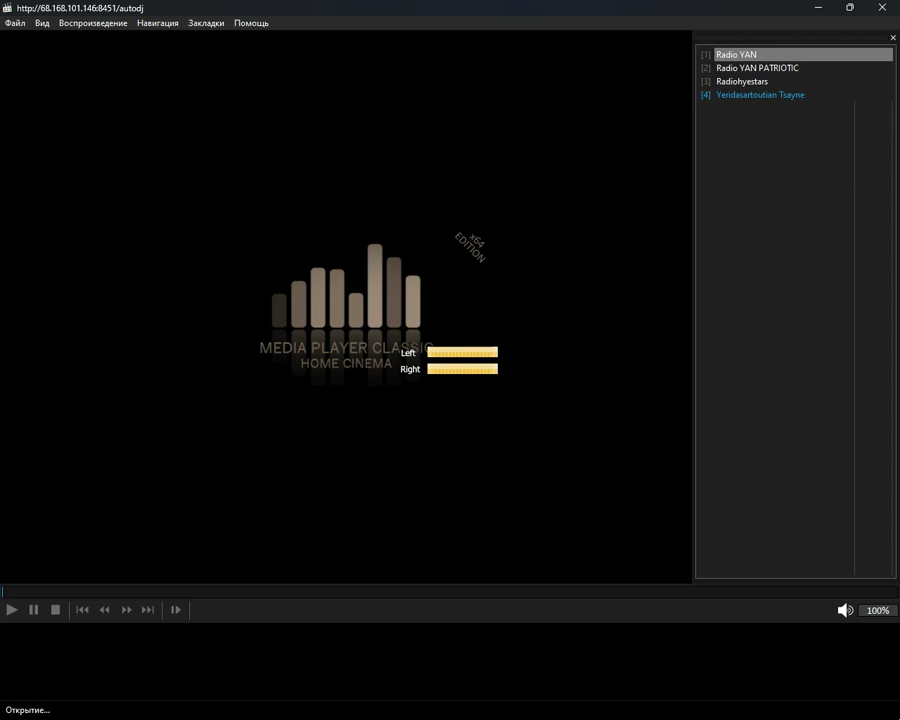 http://68.168.101.146:8451/autodj
Файл Вид Воспроизведение Навигация Закладки Помощь
[1] Radio YAN
[2] Radio YAN PATRIOTIC
[3] Radiohyestars
[4] Yeridasartoutian Tsayne
x64
EDITION
MEDIA PLAYER CLASSIC
HOME CINEMA
Left
Right
100%
Открытие...